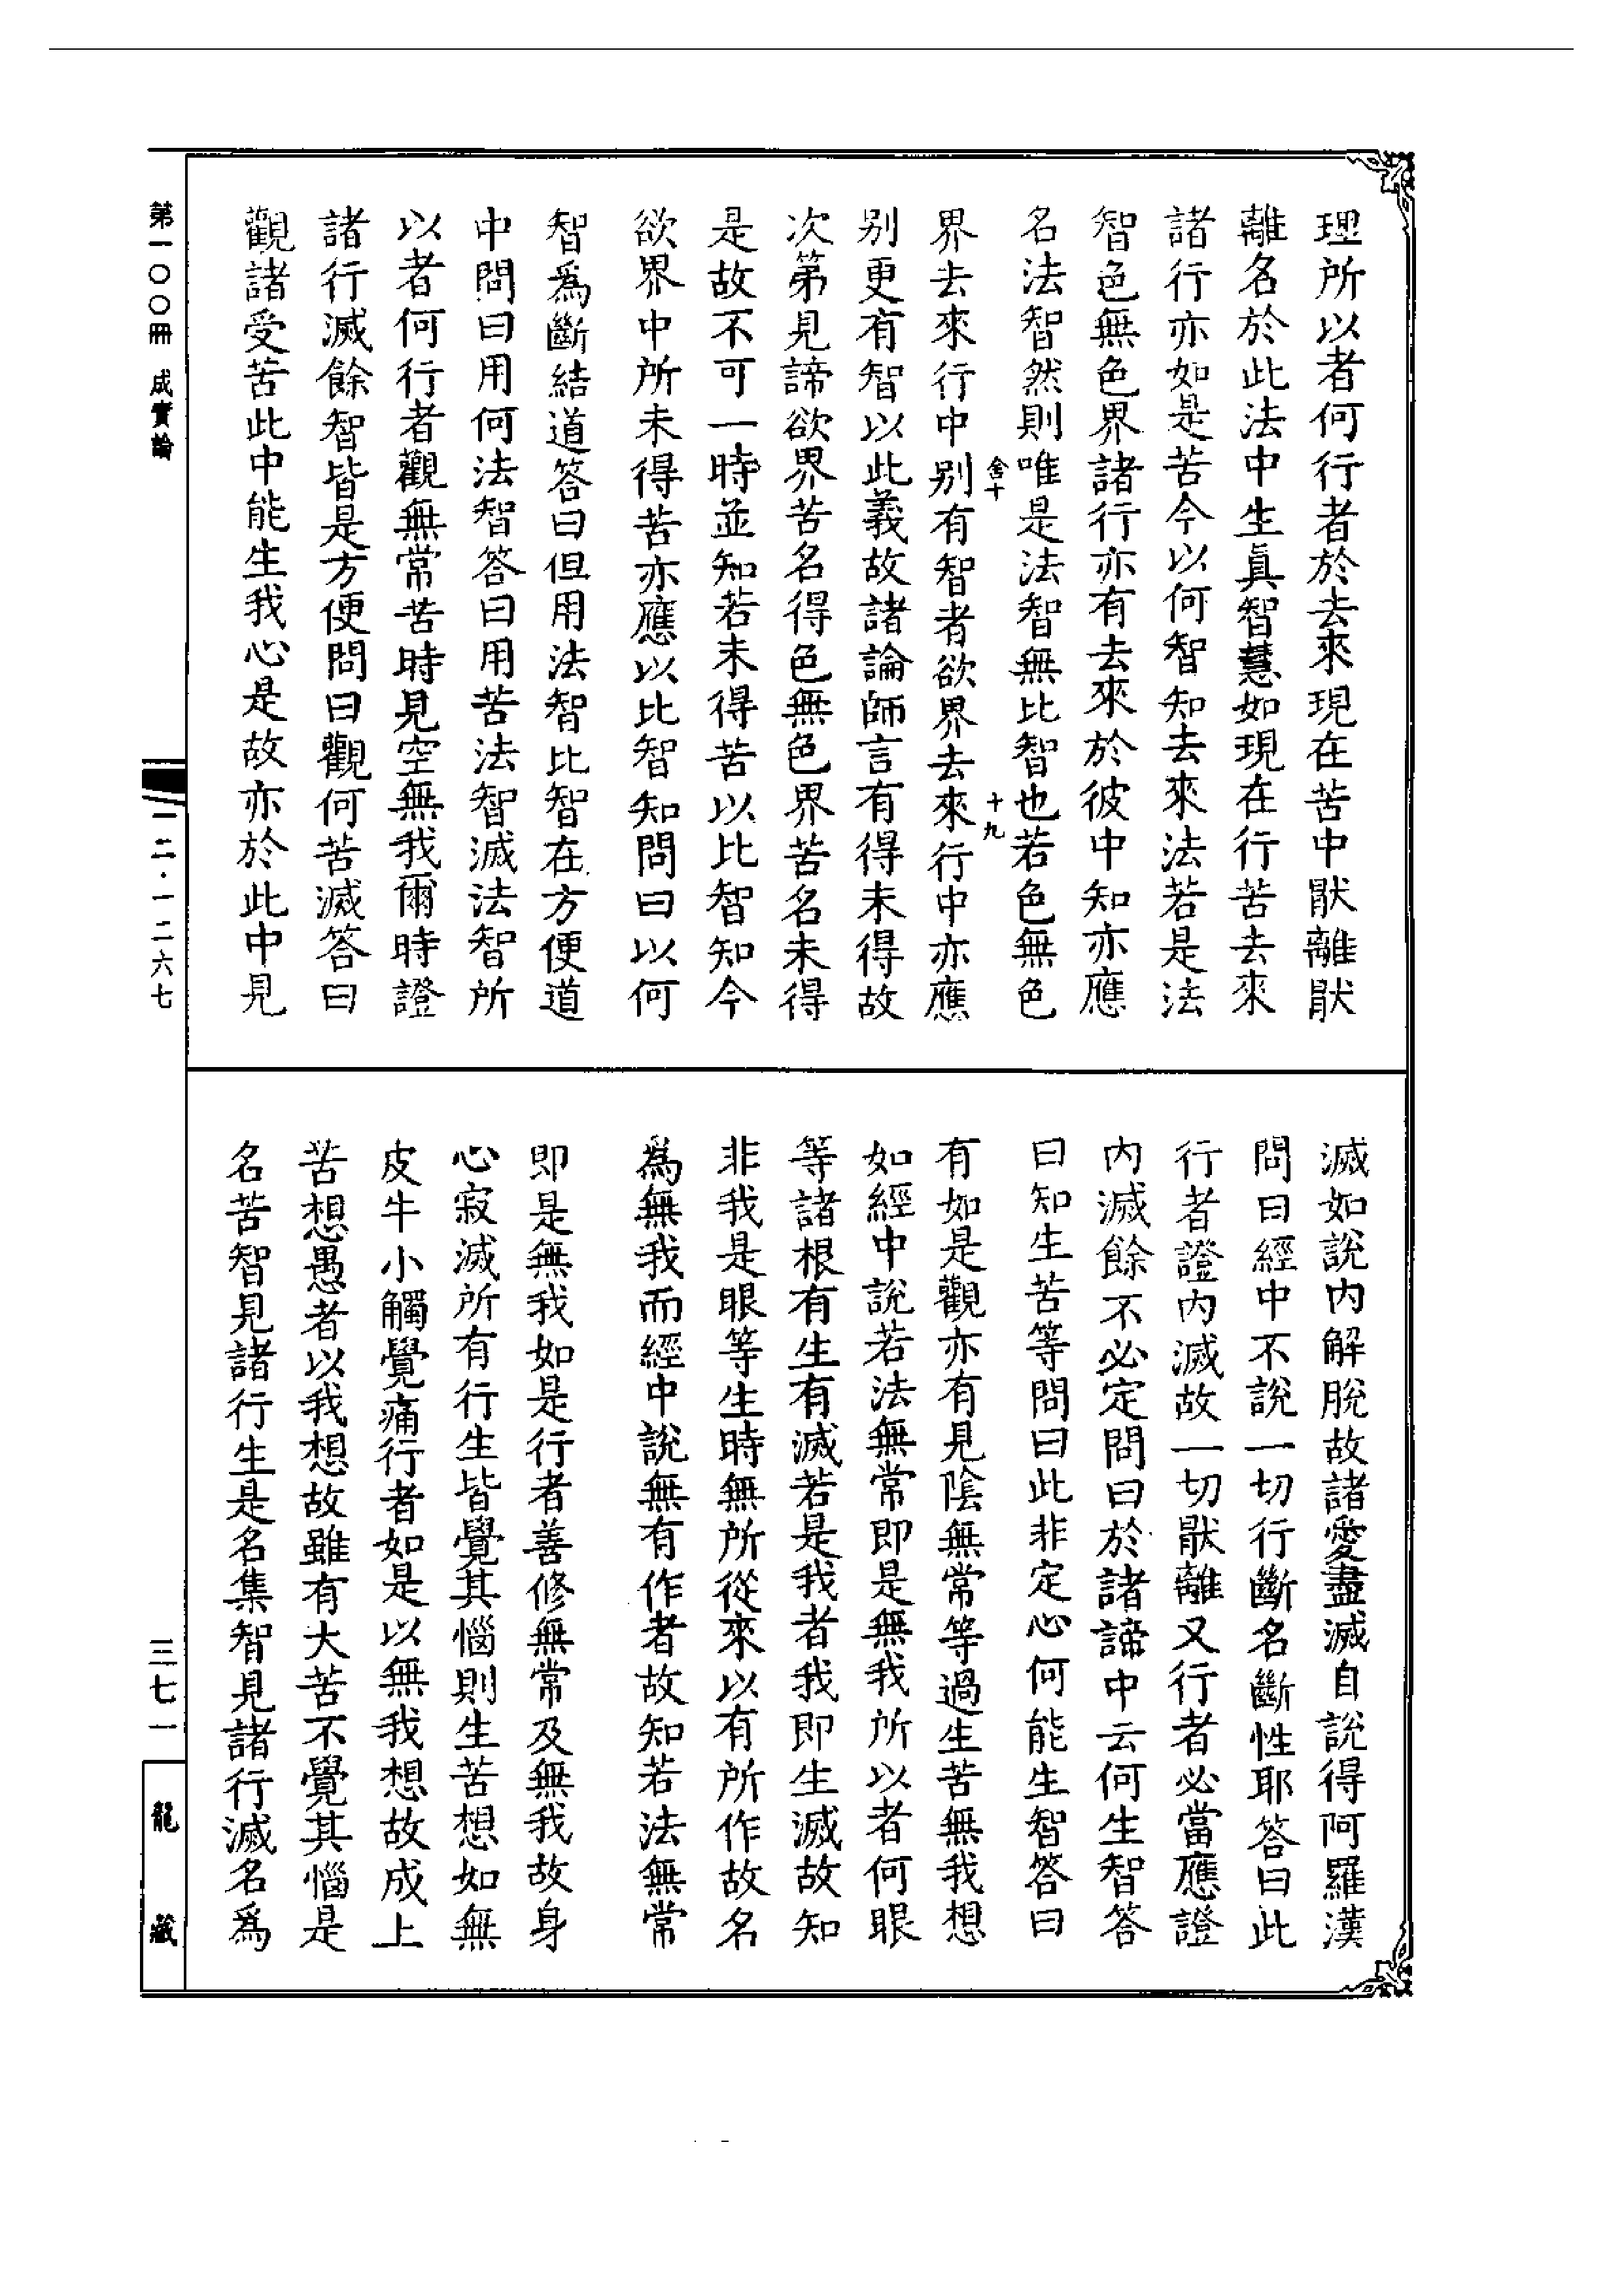 理所以者何行者於去來現在苦中厭離厭
離名於此法中生眞智慧如現在行苦去來
諸行亦如是苦今以何智知去來法若是法
智色無色界諸行亦有去來於彼中知亦應
名法智然則唯是法智無比智也若色無色
舍十
十九
界去來行中别有智者欲界去來行中亦應
别更有智以此義故諸論師言有得未得故
次第見諦欲界苦名得色無色界苦名未得
是故不可一時並知若未得苦以比智知今
欲界中所未得苦亦應以比智知問曰以何
智爲斷結道答曰但用法智比智在方便道
中問曰用何法智答曰用苦法智滅法智所
以者何行者觀無常苦時見空無我爾時證
諸行滅餘智皆是方便問曰觀何苦滅答曰
觀諸受苦此中能生我心是故亦於此中見
滅如說內解脫故諸愛盡滅自說得阿羅漢
問曰經中不說一切行斷名斷性耶答曰此
行者證內滅故一切厭離又行者必當應證
內滅餘不必定問曰於諸諦中云何生智答
曰知生苦等問曰此非定心何能生智答曰
有如是觀亦有見陰無常等過生苦無我想
如經中說若法無常即是無我所以者何眼
等諸根有生有滅若是我者我即生滅故知
非我是眼等生時無所從來以有所作故名
爲無我而經中說無有作者故知若法無常
即是無我如是行者善修無常及無我故身
心寂滅所有行生皆覺其惱則生苦想如無
皮牛小觸覺痛行者如是以無我想故成上
苦想愚者以我想故雖有大苦不覺其惱是
名苦智見諸行生是名集智見諸行滅名爲
第一〇〇冊 成實論
一二·一二六七
三七一
龍藏